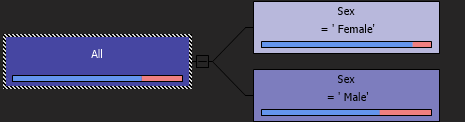 All
Sex
= ' Female'
Sex
= ' Male'